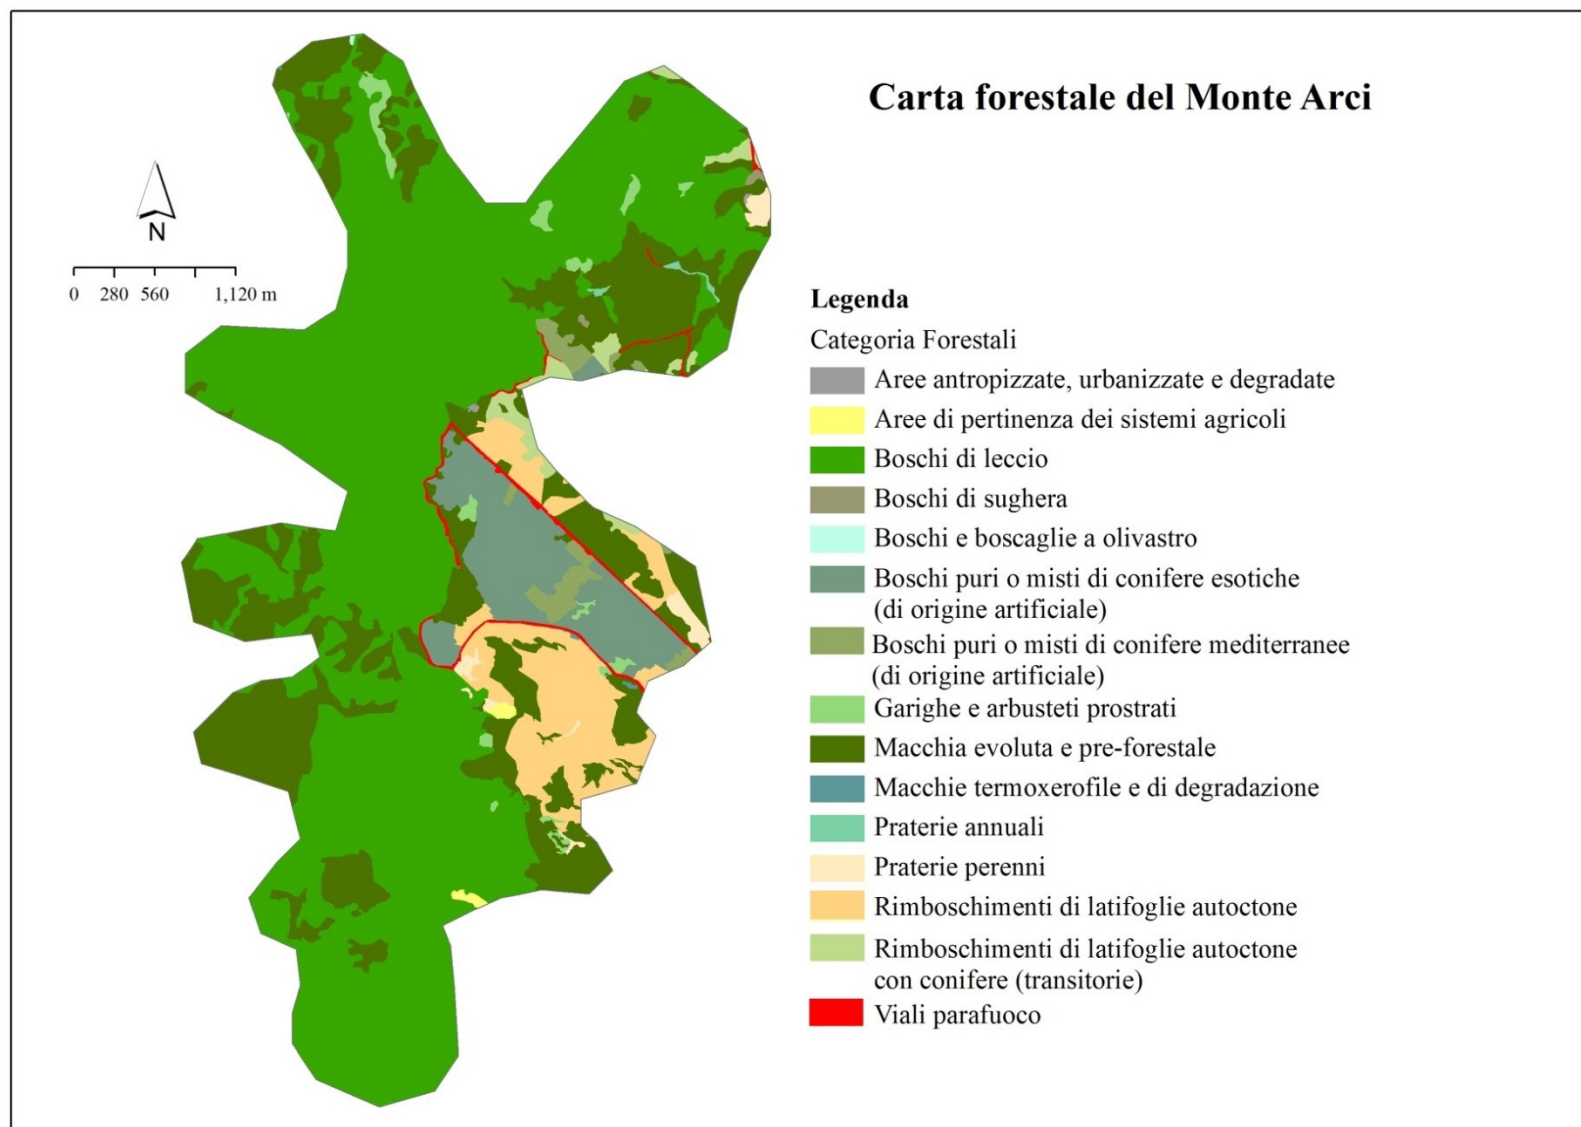 Carta forestale del Monte Arci
N
0 280 560 1,120 m
Legenda
Categoria Forestali
Aree antropizzate, urbanizzate e degradate
Aree di pertinenza dei sistemi agricoli
Boschi di leccio
Boschi di sughera
Boschi e boscaglie a olivastro
Boschi puri o misti di conifere esotiche
(di origine artificiale)
Boschi puri o misti di conifere mediterranee
(di origine artificiale)
Garighe e arbusteti prostrati
Macchia evoluta e pre-forestale
Macchie termoxerofile e di degradazione
Praterie annuali
Praterie perenni
Rimboschimenti di latifoglie autoctone
Rimboschimenti di latifoglie autoctone
con conifere (transitorie)
Viali parafuoco